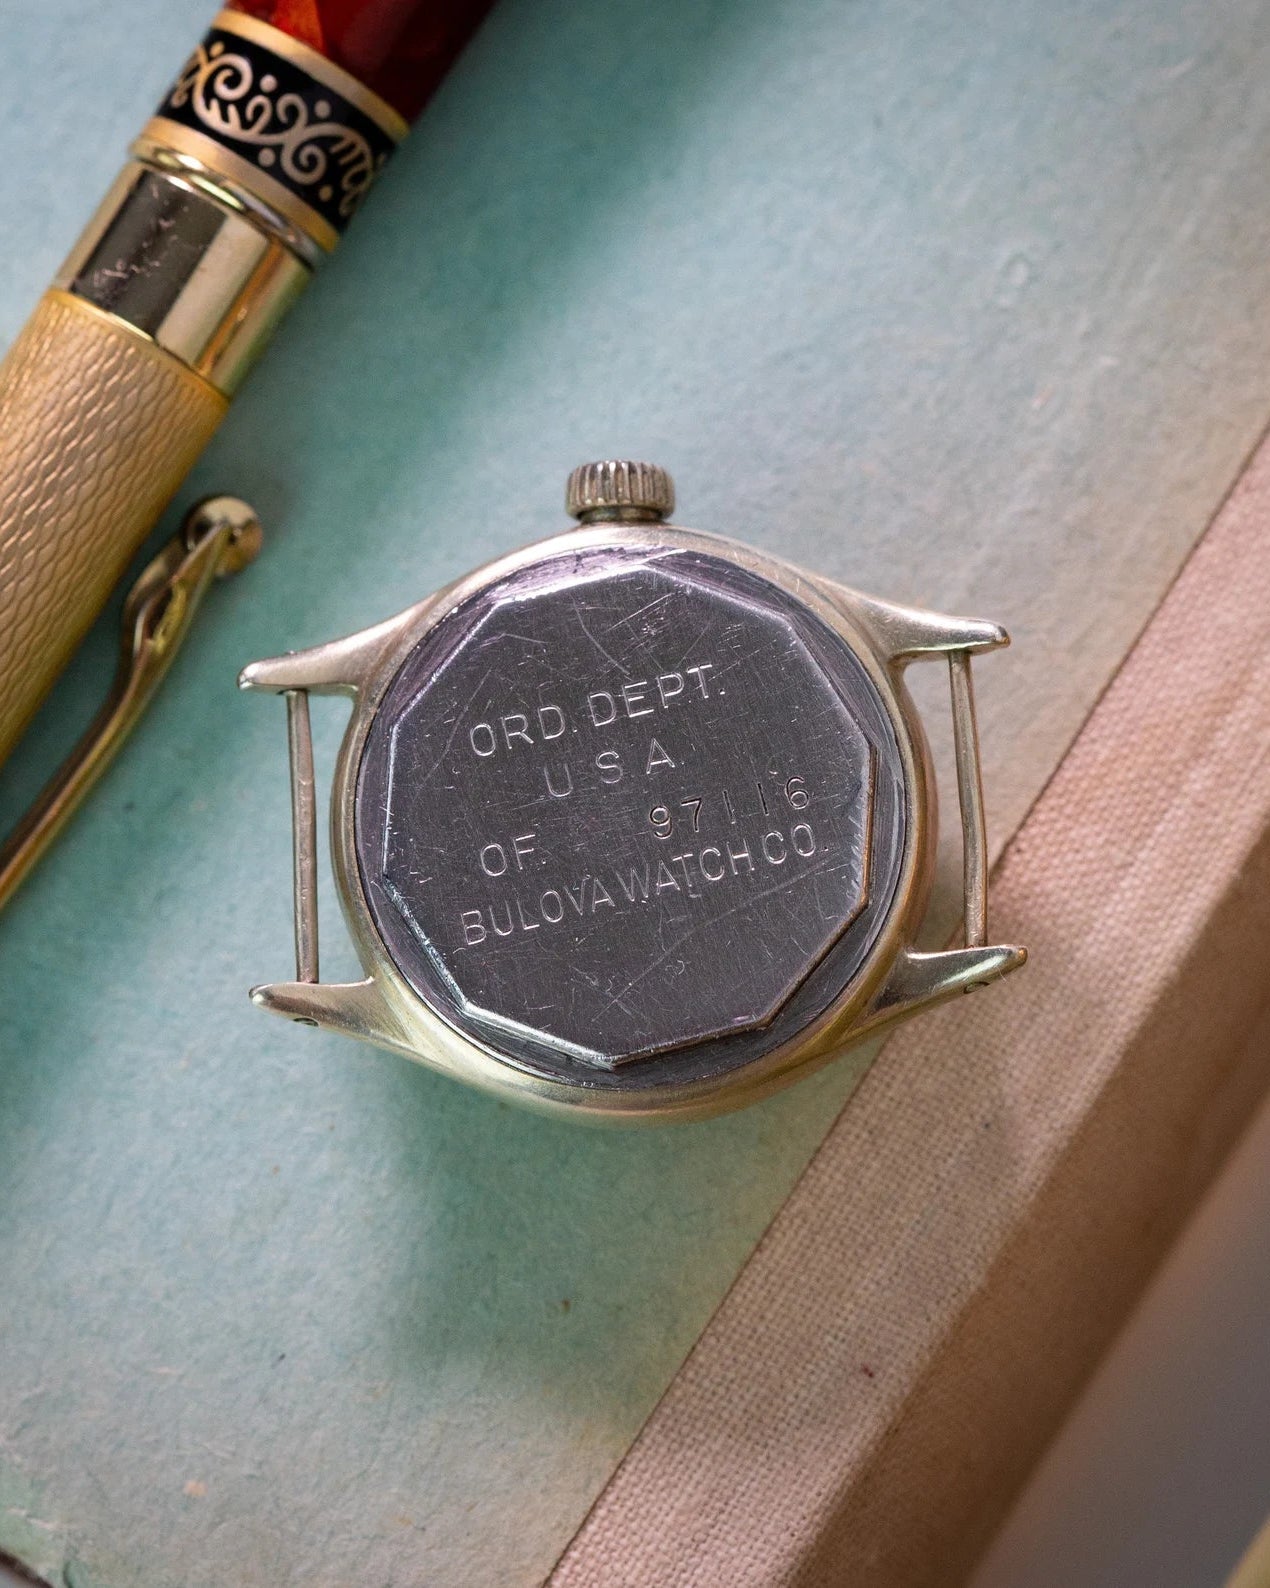 ORD. DEPT.
U S A
OF. 97116
BULOVA WATCH CO.